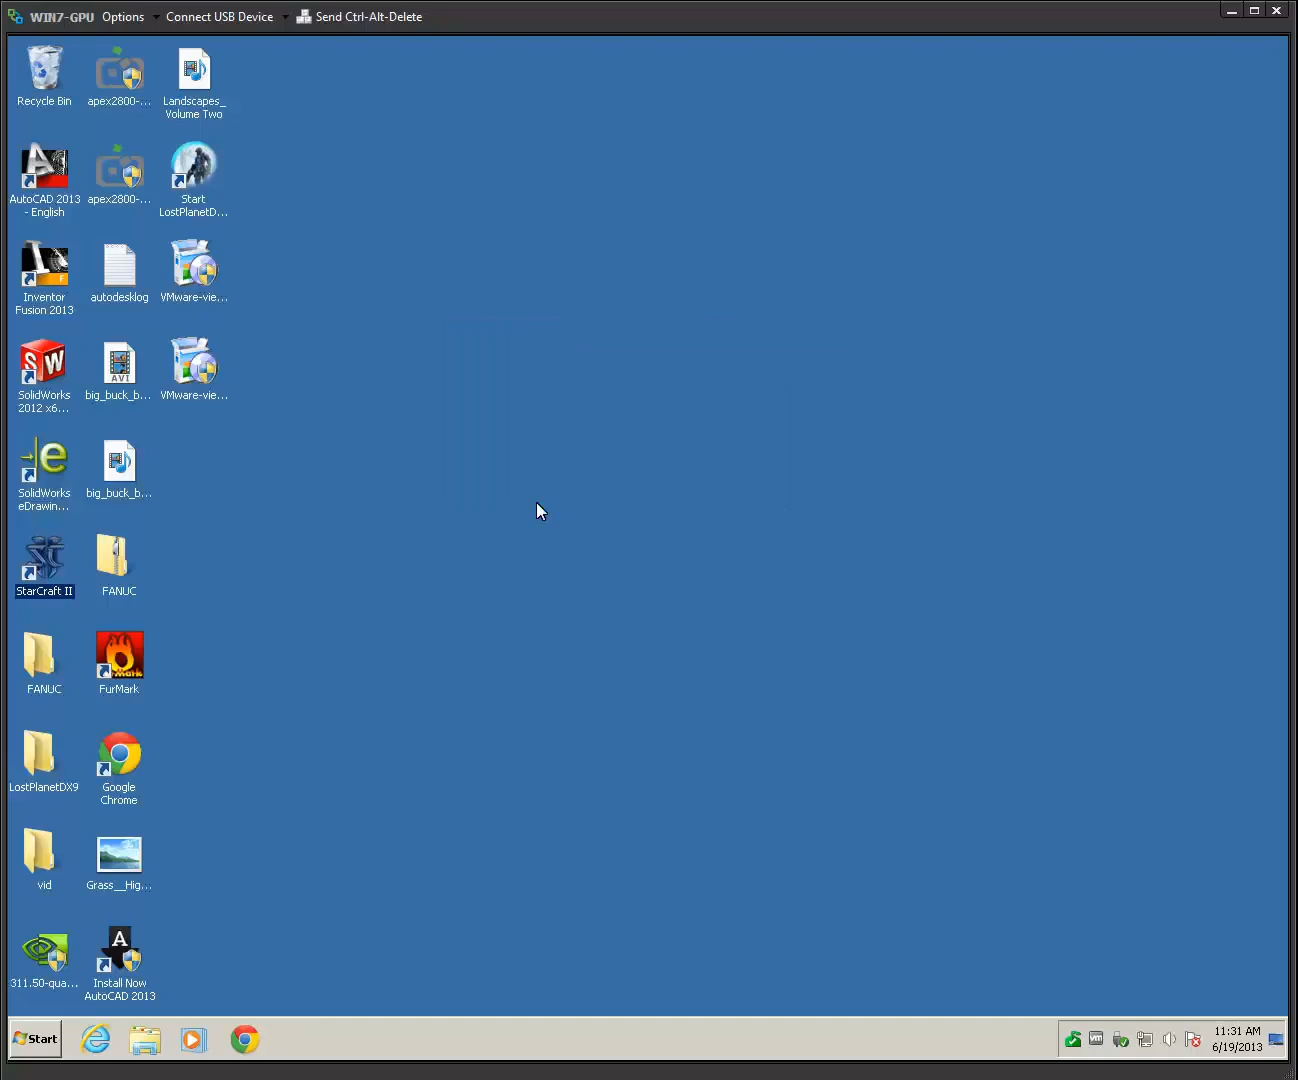 WIN7-GPU Options Connect USB Device Send Ctrl-Alt-Delete
Recycle Bin
apex2800-...
Landscapes_
Volume Two
AutoCAD 2013
- English
apex2800-...
Start
LostPlanetD...
Inventor
Fusion 2013
autodesklog
VMware-vie...
SolidWorks
2012 x6...
AVI
big_buck_b...
VMware-vie...
SolidWorks
eDrawin...
big_buck_b...
StarCraft II
FANUC
FANUC
FurMark
LostPlanetDX9
Google
Chrome
vid
Grass__Hig...
311.50-qua...
Install Now
AutoCAD 2013
Start
11:31 AM
6/19/2013